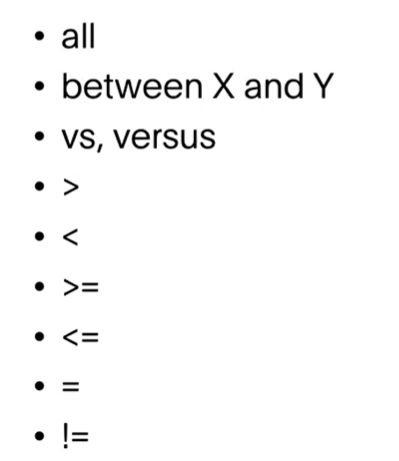 • all
• between X and Y
• vs, versus
• >
• <
• >=
• <=
• =
• !=